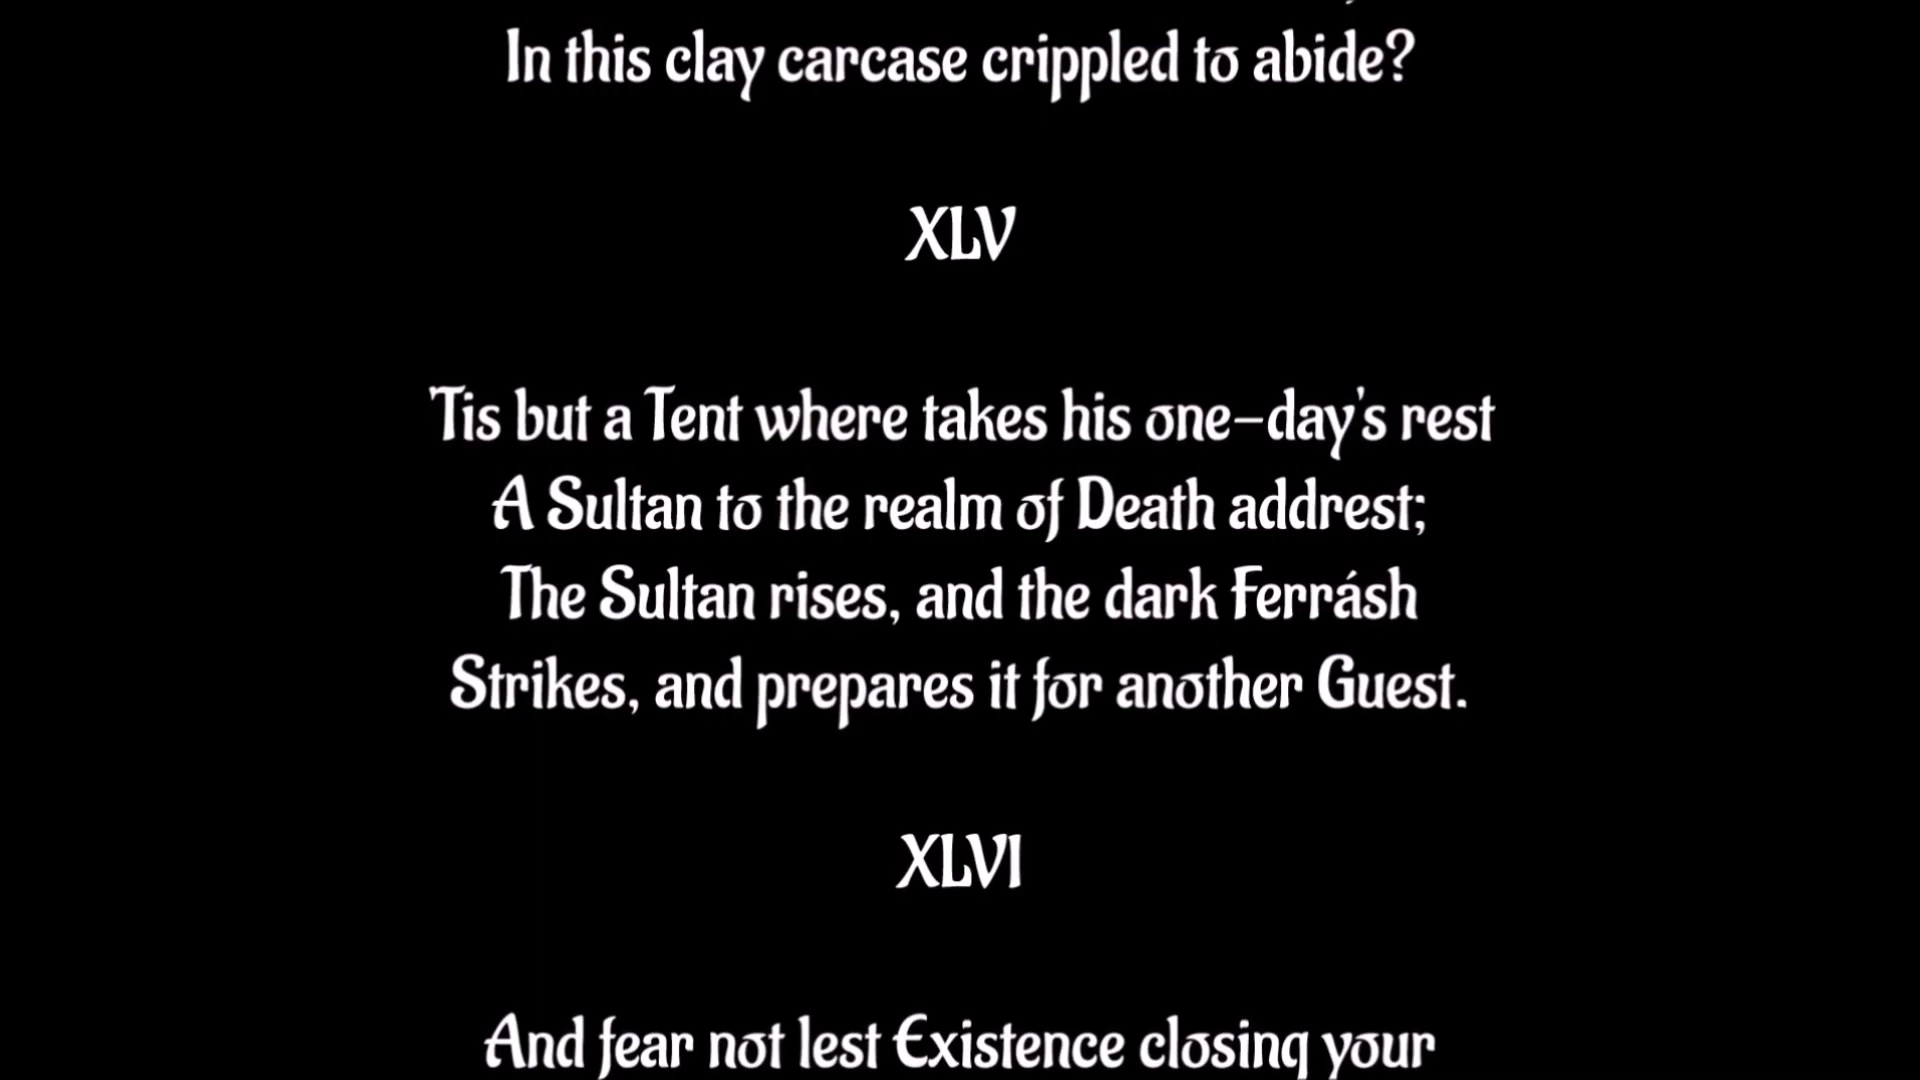 In this clay carcase crippled to abide?
XLV
'Tis but a Tent where takes his one-day's rest
A Sultan to the realm of Death addrest;
The Sultan rises, and the dark Ferrásh
Strikes, and prepares it for another Guest.
XLVI
And fear not lest Existence closing your